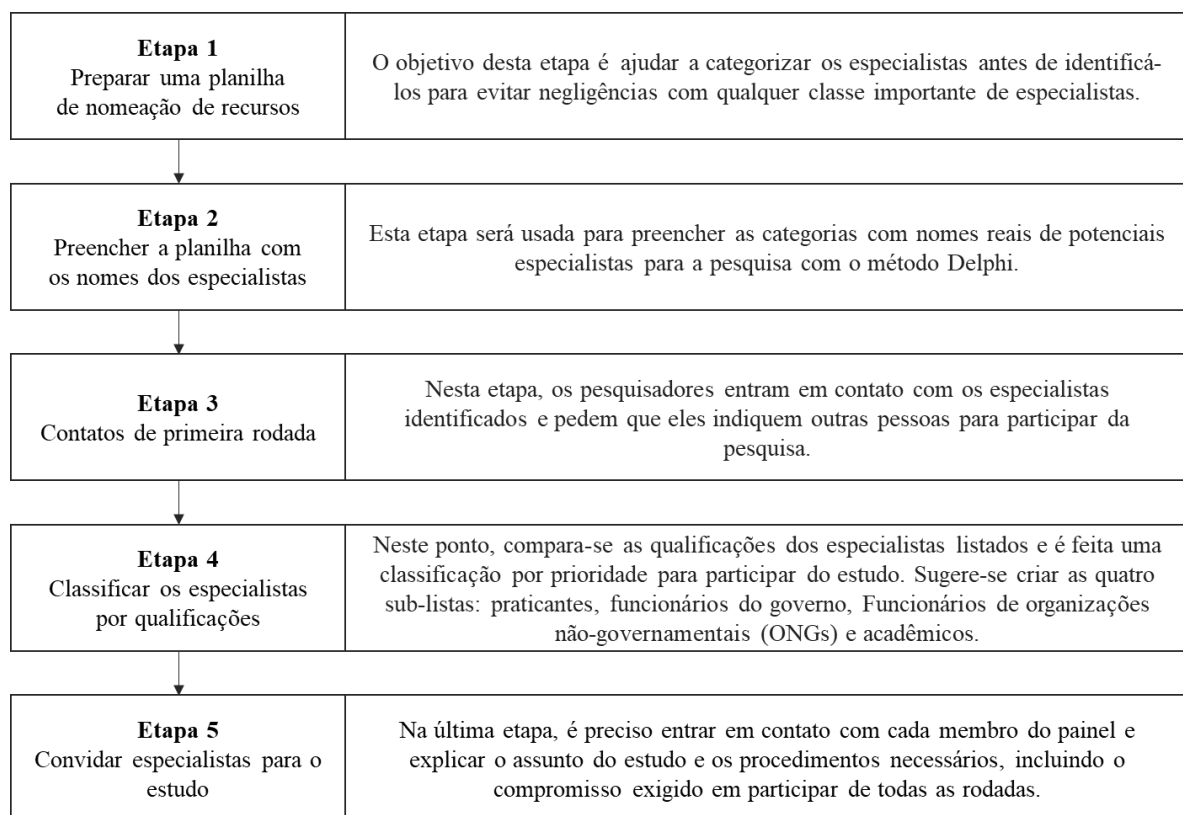 Etapa 1
Preparar uma planilha
de nomeação de recursos
O objetivo desta etapa é ajudar a categorizar os especialistas antes de identificá-
los para evitar negligências com qualquer classe importante de especialistas.
Etapa 2
Preencher a planilha com
os nomes dos especialistas
Esta etapa será usada para preencher as categorias com nomes reais de potenciais
especialistas para a pesquisa com o método Delphi.
Etapa 3
Contatos de primeira rodada
Nesta etapa, os pesquisadores entram em contato com os especialistas
identificados e pedem que eles indiquem outras pessoas para participar da
pesquisa.
Etapa 4
Classificar os especialistas
por qualificações
Neste ponto, compara-se as qualificações dos especialistas listados e é feita uma
classificação por prioridade para participar do estudo. Sugere-se criar as quatro
sub-listas: praticantes, funcionários do governo, Funcionários de organizações
não-governamentais (ONGs) e acadêmicos.
Etapa 5
Convidar especialistas para o
estudo
Na última etapa, é preciso entrar em contato com cada membro do painel e
explicar o assunto do estudo e os procedimentos necessários, incluindo o
compromisso exigido em participar de todas as rodadas.